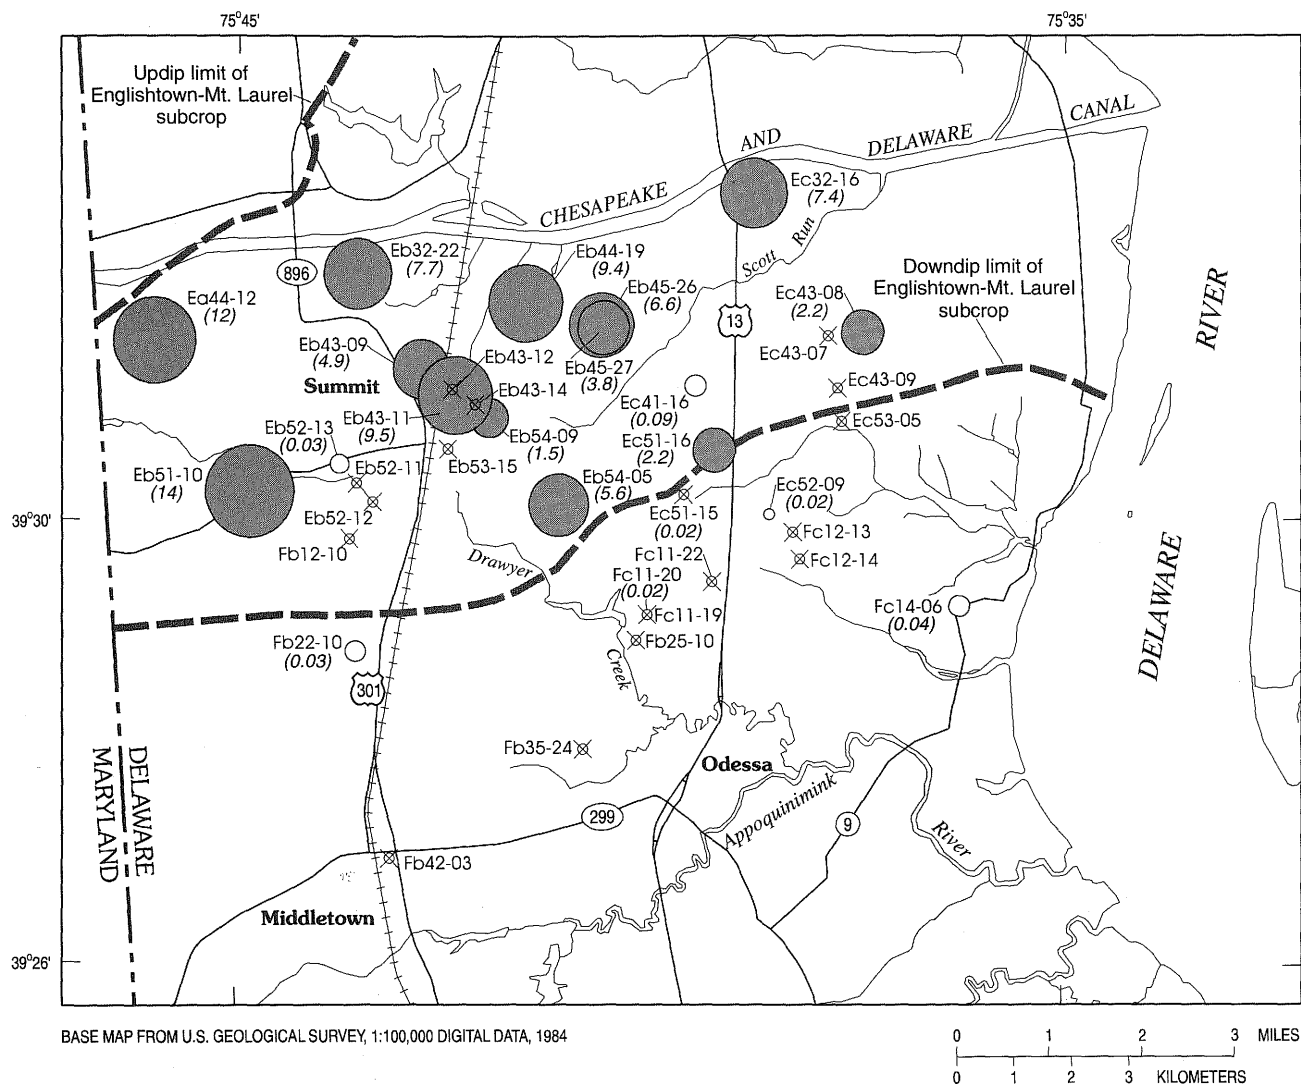 75°45'
75°35'
Updip limit of
Englishtown-Mt. Laurel
subcrop
CHESAPEAKE
AND
DELAWARE
CANAL
Ec32-16
(7.4)
Scott
Run
Eb32-22
(7.7)
896
Eb44-19
(9.4)
Eb45-26
(6.6)
Downdip limit of
Englishtown-Mt. Laurel
subcrop
RIVER
Ea44-12
(12)
13
Ec43-08
(2.2)
Ec43-07
Eb43-09
(4.9)
Summit
Eb43-12
Eb45-27
(3.8)
Eb43-14
Ec43-09
Ec41-16
(0.09)
Eb43-11
(9.5)
Ec53-05
Eb52-13
(0.03)
Eb54-09
(1.5)
Ec51-16
(2.2)
Eb51-10
(14)
Eb52-11
Eb53-15
Eb54-05
(5.6)
Ec52-09
(0.02)
39°30'
Eb52-12
Ec51-15
(0.02)
Fc12-13
Fb12-10
Drawyer
Fc11-22
Fc12-14
Fc11-20
(0.02)
DELAWARE
Fc14-06
(0.04)
Fc11-19
Fb22-10
(0.03)
Fb25-10
Creek
301
Fb35-24
DELAWARE
MARYLAND
Odessa
Appoquinimink
River
299
9
Fb42-03
Middletown
39°26'
BASE MAP FROM U.S. GEOLOGICAL SURVEY, 1:100,000 DIGITAL DATA, 1984
0 1 2 3 MILES
0 1 2 3 KILOMETERS